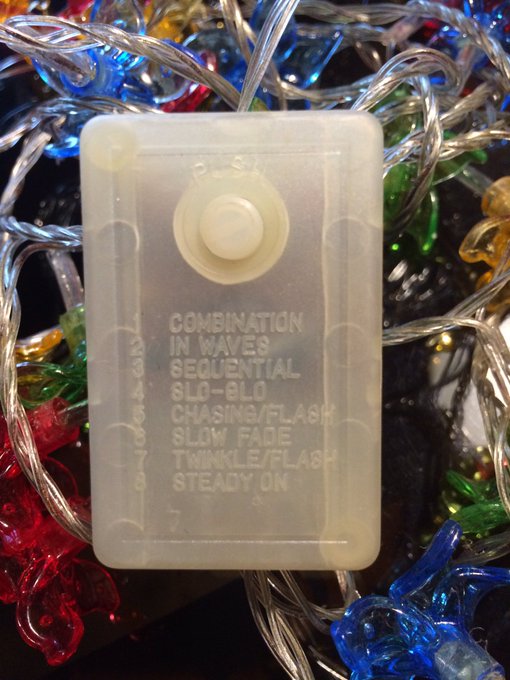 PUSH
1 COMBINATION
2 IN WAVES
3 SEQUENTIAL
4 SLO-GLO
5 CHASING/FLASH
6 SLOW FADE
7 TWINKLE/FLASH
8 STEADY ON
7